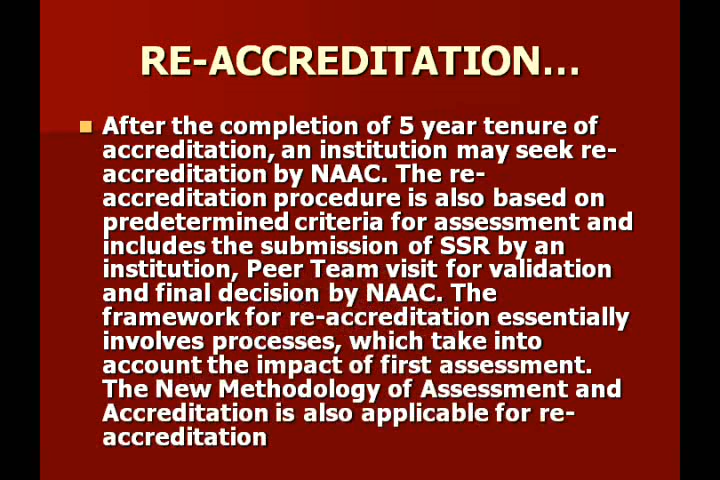 RE-ACCREDITATION...
After the completion of 5 year tenure of
accreditation, an institution may seek re-
accreditation by NAAC. The re-
accreditation procedure is also based on
predetermined criteria for assessment and
includes the submission of SSR by an
institution, Peer Team visit for validation
and final decision by NAAC. The
framework for re-accreditation essentially
involves processes, which take into
account the impact of first assessment.
The New Methodology of Assessment and
Accreditation is also applicable for re-
accreditation